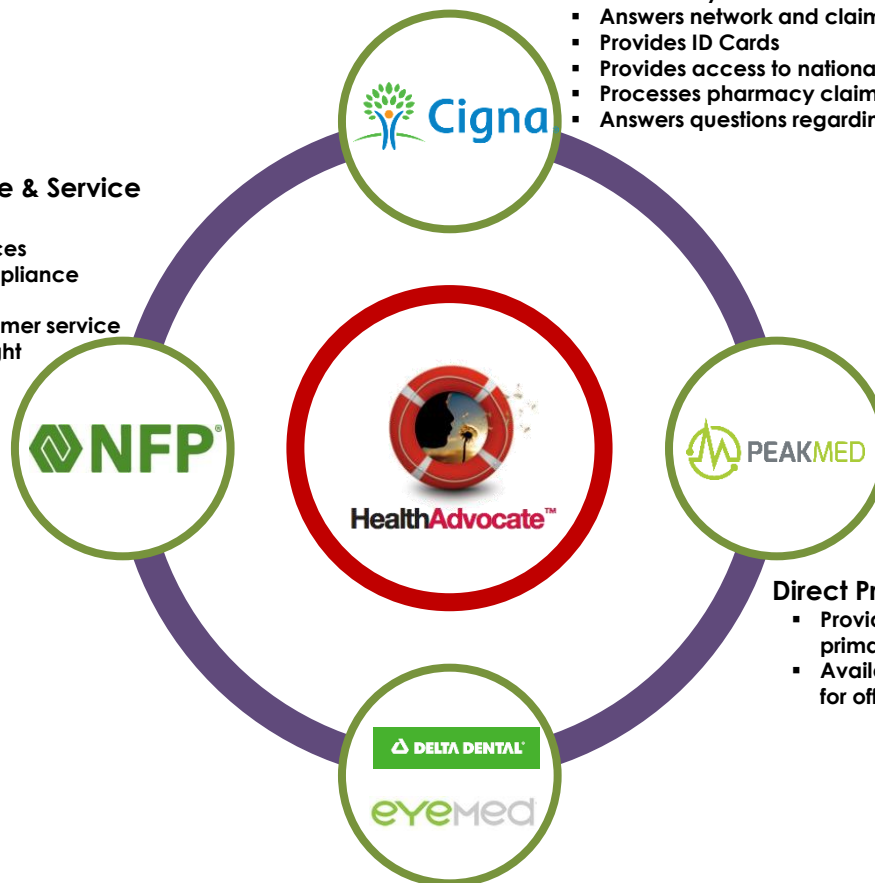 Answers network and claim
Provides ID Cards
Provides access to nationa
Processes pharmacy claim
Answers questions regardin
Cigna.
e & Service
ces
pliance
mer service
ght
NFP®
PEAKMED
HealthAdvocate™
Direct Pr
Provid
prima
Availa
for off
DELTA DENTAL®
eyemed